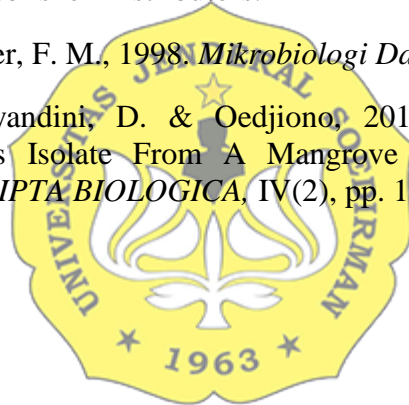 er, F. M., 1998. Mikrobiologi Da
yandini, D. & Oedjiono, 201
s Isolate From A Mangrove
IPTA BIOLOGICA, IV(2), pp. 1
UNIVERSITAS JENDERAL SOEDIRMAN
1963